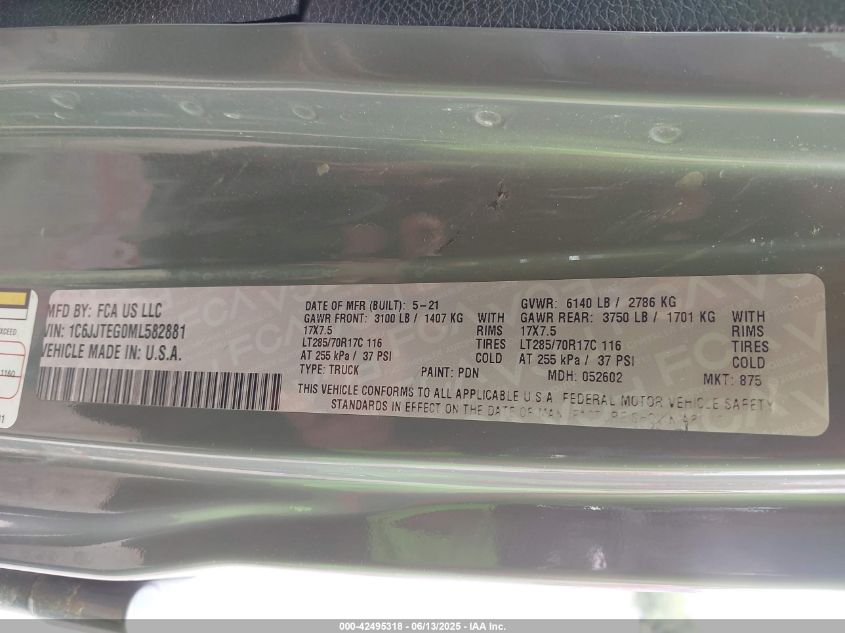 EXCEED
1160
MFD BY: FCA US LLC
VIN: 1C6JJTEG0ML582881
VEHICLE MADE IN: U.S.A.
DATE OF MFR (BUILT): 5-21
GAWR FRONT: 3100 LB / 1407 KG WITH
17X7.5 RIMS
LT285/70R17C 116 TIRES
AT 255 kPa / 37 PSI COLD
TYPE: TRUCK PAINT: PDN
GVWR: 6140 LB / 2786 KG
GAWR REAR: 3750 LB / 1701 KG WITH
17X7.5 RIMS
LT285/70R17C 116 TIRES
AT 255 kPa / 37 PSI COLD
MDH: 052602 MKT: 875
THIS VEHICLE CONFORMS TO ALL APPLICABLE U.S.A. FEDERAL MOTOR VEHICLE SAFETY
STANDARDS IN EFFECT ON THE DATE OF
000-42495318 - 06/13/2025 - IAA Inc.